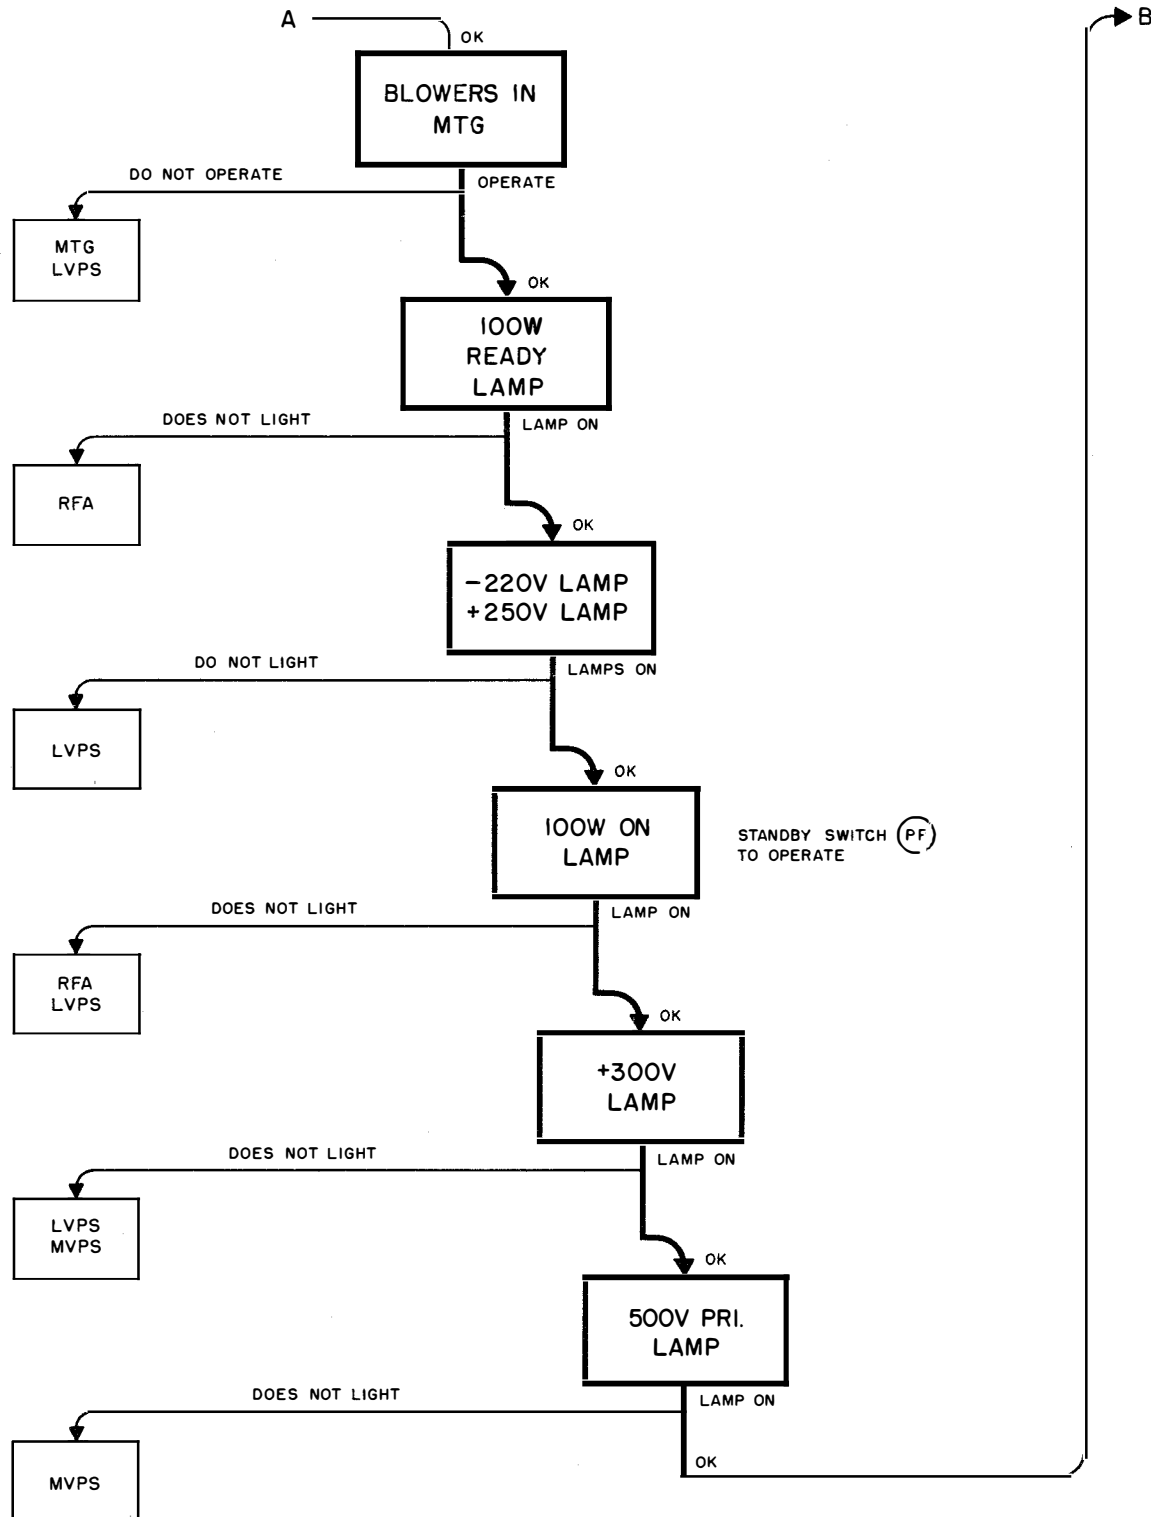 A
OK
B
BLOWERS IN
MTG
DO NOT OPERATE
OPERATE
MTG
LVPS
OK
100W
READY
LAMP
DOES NOT LIGHT
LAMP ON
RFA
OK
-220V LAMP
+250V LAMP
DO NOT LIGHT
LAMPS ON
LVPS
OK
100W ON
LAMP
STANDBY SWITCH PF
TO OPERATE
DOES NOT LIGHT
LAMP ON
RFA
LVPS
OK
+300V
LAMP
DOES NOT LIGHT
LAMP ON
LVPS
MVPS
OK
500V PRI.
LAMP
DOES NOT LIGHT
LAMP ON
OK
MVPS